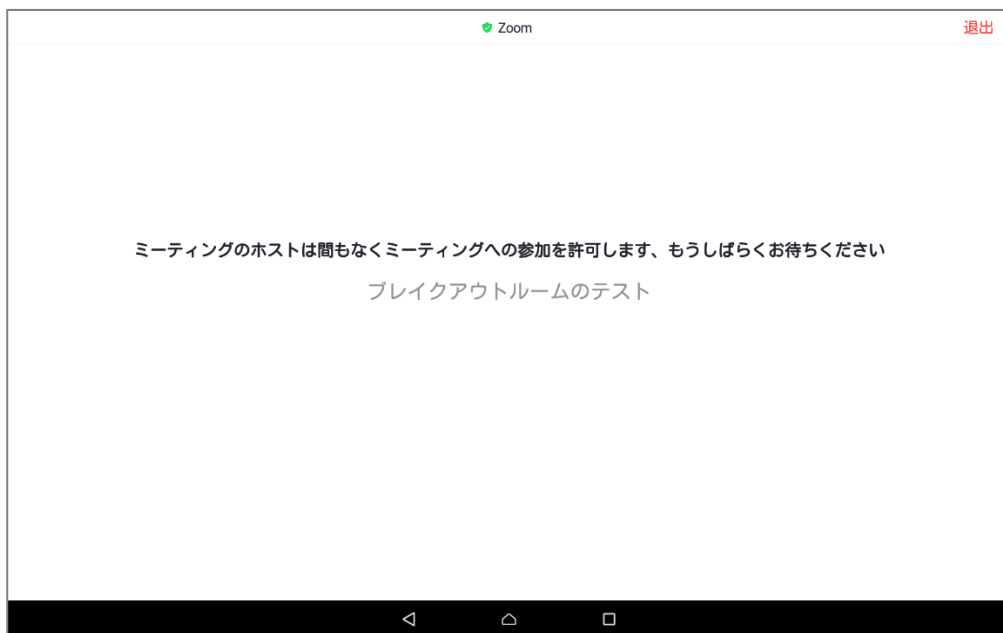 Zoom
退出
ミーティングのホストは間もなくミーティングへの参加を許可します、もうしばらくお待ちください
ブレイクアウトルームのテスト